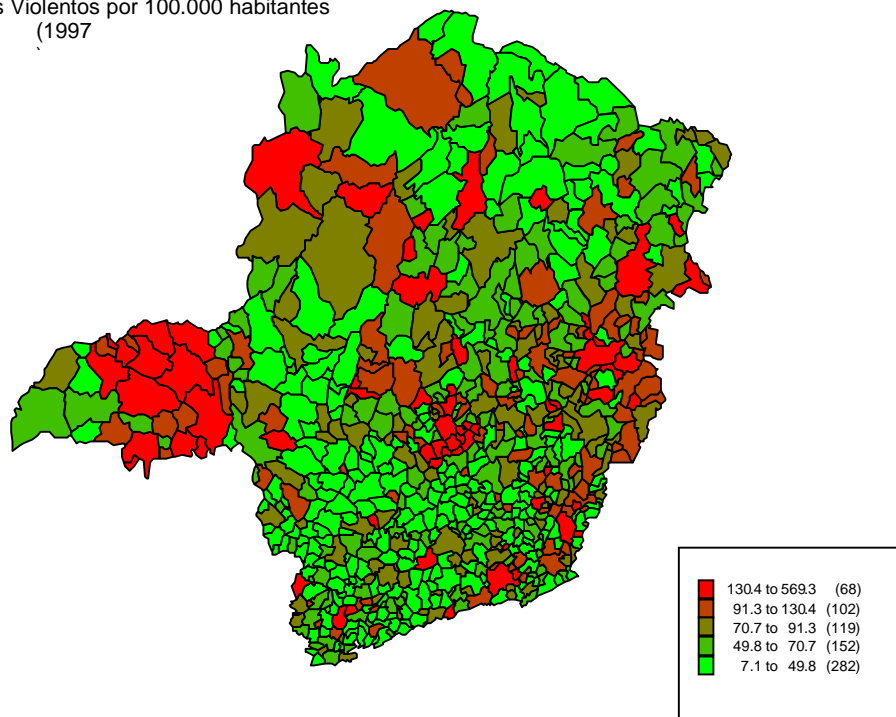 s Violentos por 100.000 habitantes
(1997
`
130.4 to 569.3 (68)
91.3 to 130.4 (102)
70.7 to 91.3 (119)
49.8 to 70.7 (152)
7.1 to 49.8 (282)